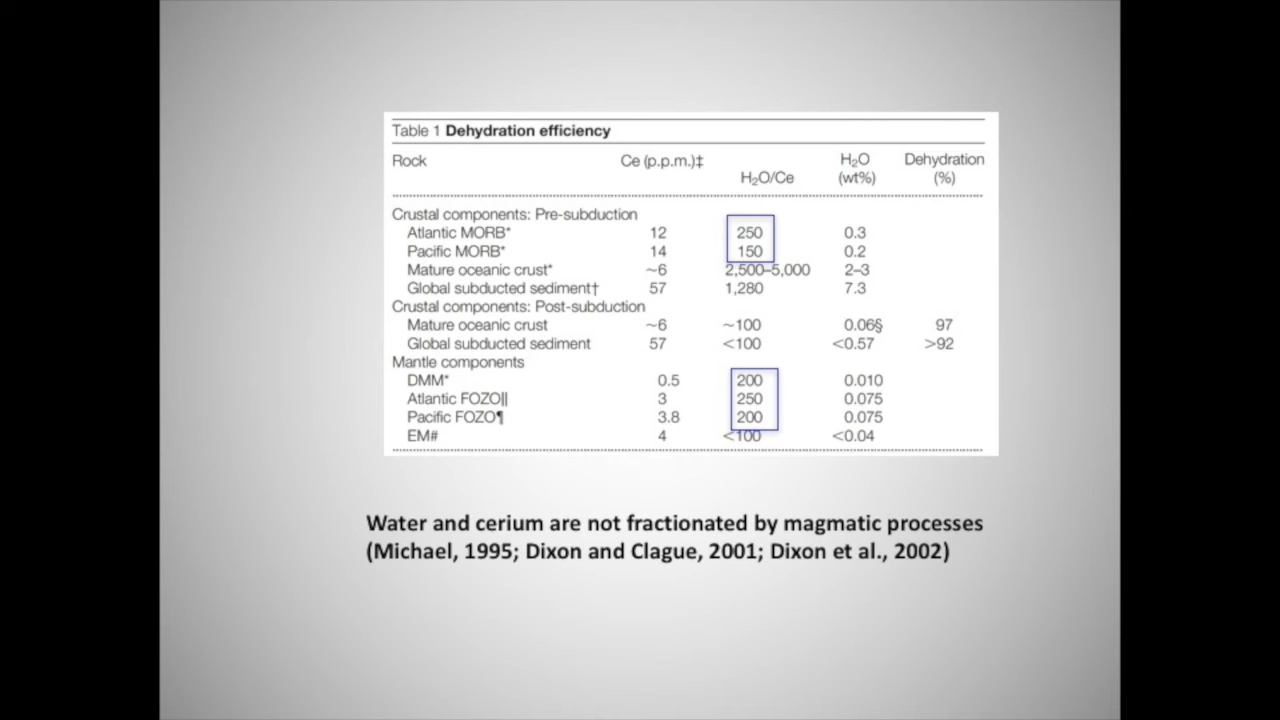 Table 1 Dehydration efficiency
Rock Ce (p.p.m.)‡ H₂O/Ce H₂O (wt%) Dehydration (%)
Crustal components: Pre-subduction
Atlantic MORB* 12 250 0.3
Pacific MORB* 14 150 0.2
Mature oceanic crust* ~6 2,500–5,000 2–3
Global subducted sediment† 57 1,280 7.3
Crustal components: Post-subduction
Mature oceanic crust ~6 ~100 0.06§ 97
Global subducted sediment 57 <100 <0.57 >92
Mantle components
DMM* 0.5 200 0.010
Atlantic FOZO|| 3 250 0.075
Pacific FOZO¶ 3.8 200 0.075
EM# 4 <100 <0.04
Water and cerium are not fractionated by magmatic processes
(Michael, 1995; Dixon and Clague, 2001; Dixon et al., 2002)